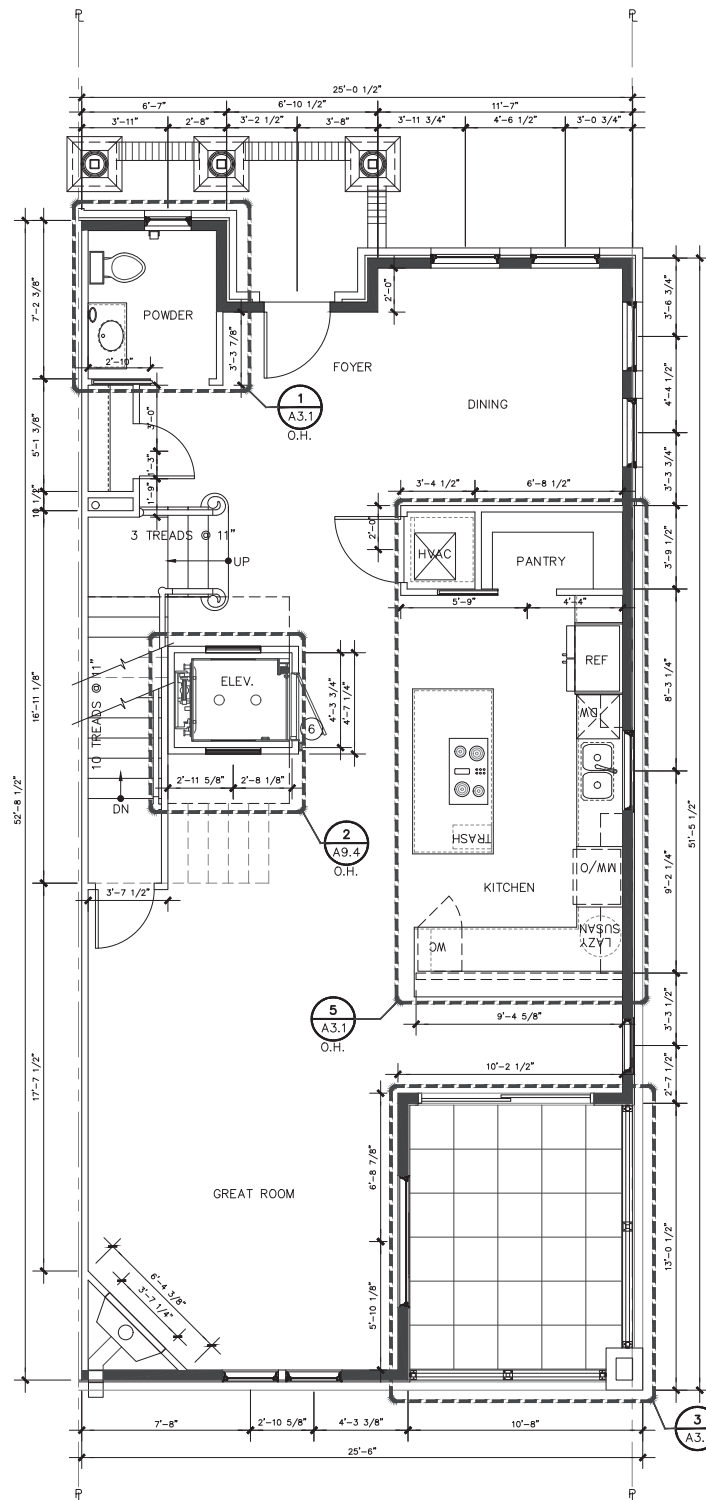 PL
PL
25'-0 1/2"
6'-7"
6'-10 1/2"
11'-7"
3'-11"
2'-8"
3'-2 1/2"
3'-8"
3'-11 3/4"
4'-6 1/2"
3'-0 3/4"
7'-2 3/8"
POWDER
2'-10"
3'-3 7/8"
2'-0"
3'-6 3/4"
FOYER
4'-4 1/2"
DINING
1
A3.1
O.H.
5'-1 3/8"
3'-0"
1'-3"
1'-9"
10 1/2"
3'-3 3/4"
3'-4 1/2"
6'-8 1/2"
2'-0"
3 TREADS @ 11"
UP
HVAC
PANTRY
3'-9 1/2"
5'-9"
4'-4"
REF
DW
8'-3 1/4"
ELEV.
6
4'-3 3/4"
4'-7 1/4"
10 TREADS @ 11"
16'-11 1/8"
2'-11 5/8"
2'-8 1/8"
DN
52'-8 1/2"
51'-5 1/2"
2
A9.4
O.H.
TRASH
MW/O
9'-2 1/4"
KITCHEN
3'-7 1/2"
LAZY
SUSAN
WC
5
A3.1
O.H.
9'-4 5/8"
3'-3 1/2"
10'-2 1/2"
2'-7 1/2"
17'-7 1/2"
6'-8 7/8"
GREAT ROOM
13'-0 1/2"
6'-4 3/8"
3'-7 1/4"
5'-10 1/8"
7'-8"
2'-10 5/8"
4'-3 3/8"
10'-8"
3
A3.
25'-6"
PL
PL